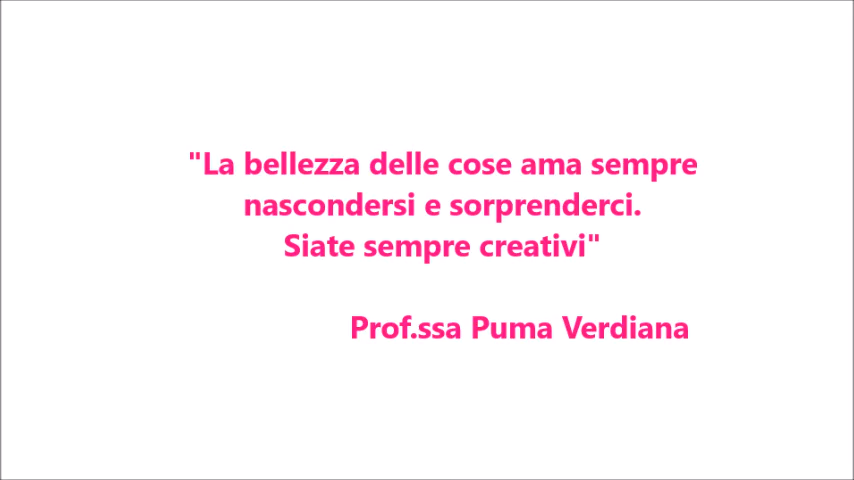 "La bellezza delle cose ama sempre
nascondersi e sorprenderci.
Siate sempre creativi"
Prof.ssa Puma Verdiana